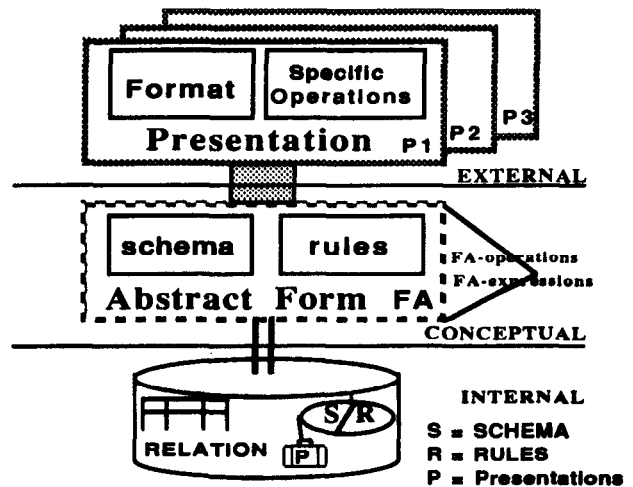 Format
Specific
Operations
Presentation P1
P2
P3
EXTERNAL
schema
rules
FA-operations
FA-expressions
Abstract Form FA
CONCEPTUAL
S/R
P
RELATION
INTERNAL
S = SCHEMA
R = RULES
P = Presentations